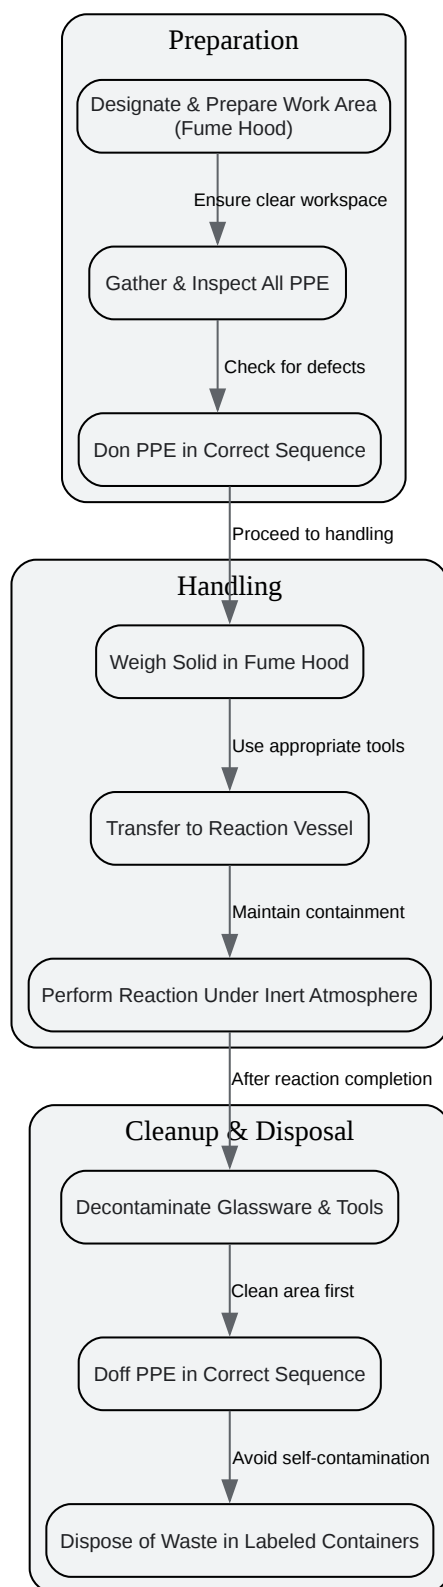 Preparation
Designate & Prepare Work Area
(Fume Hood)
Ensure clear workspace
Gather & Inspect All PPE
Check for defects
Don PPE in Correct Sequence
Proceed to handling
Handling
Weigh Solid in Fume Hood
Use appropriate tools
Transfer to Reaction Vessel
Maintain containment
Perform Reaction Under Inert Atmosphere
After reaction completion
Cleanup & Disposal
Decontaminate Glassware & Tools
Clean area first
Doff PPE in Correct Sequence
Avoid self-contamination
Dispose of Waste in Labeled Containers